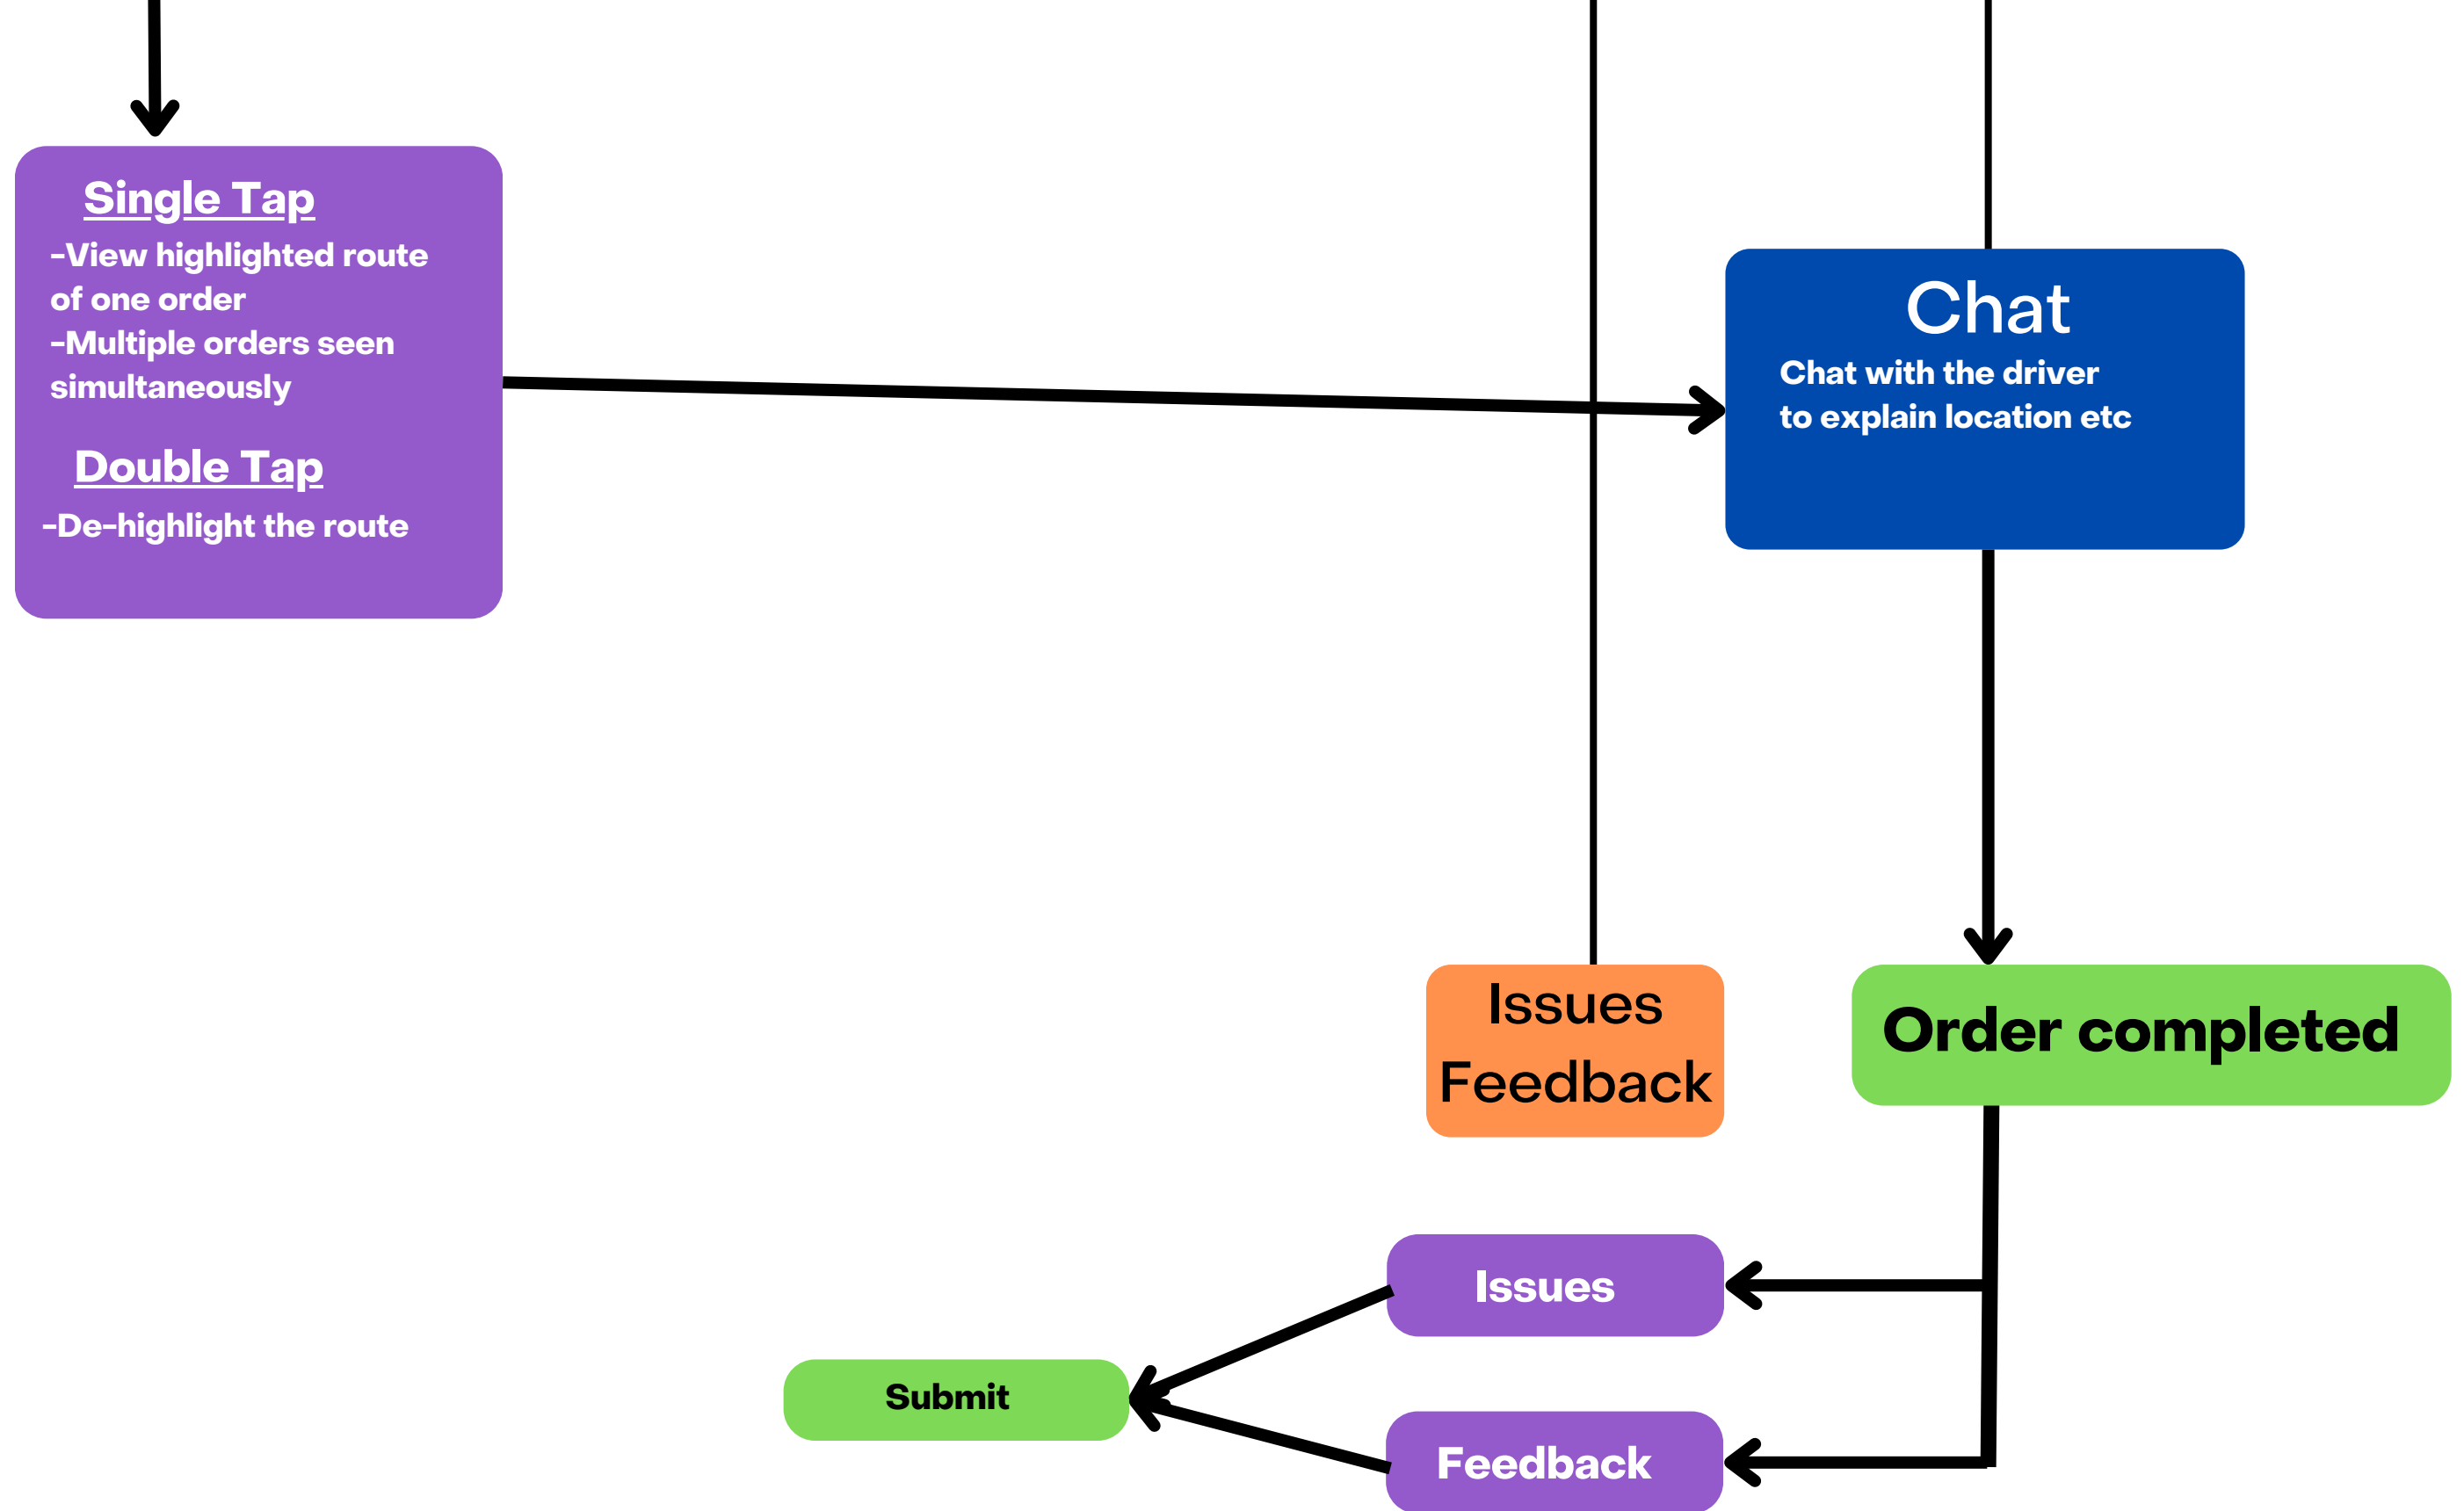 Single Tap
-View highlighted route
of one order
-Multiple orders seen
simultaneously
Double Tap
-De-highlight the route
Chat
Chat with the driver
to explain location etc
Issues
Feedback
Order completed
Issues
Submit
Feedback